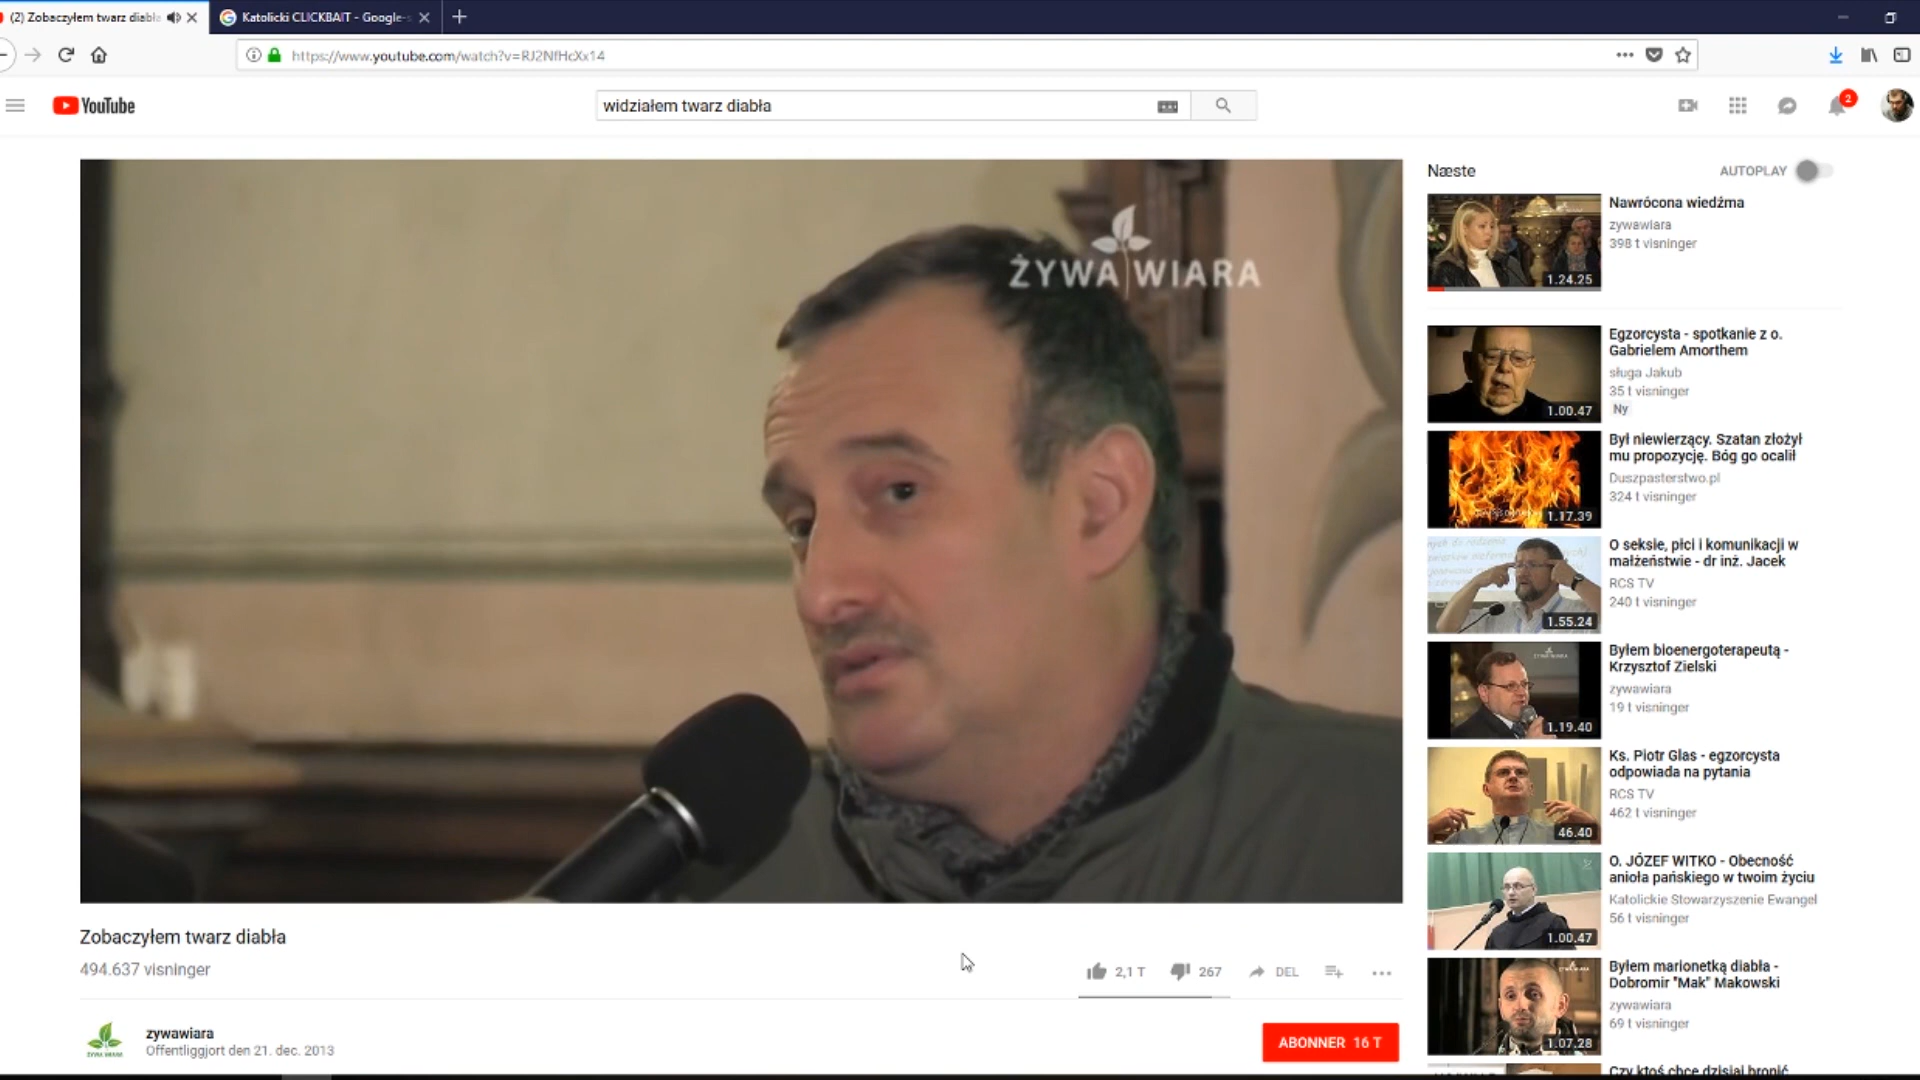 (2) Zobaczyłem twarz diabła
Katolicki CLICKBAIT - Google-s
https://www.youtube.com/watch?v=RJ2NfHcXx14
YouTube
widziałem twarz diabła
2
ŻYWA WIARA
Zobaczyłem twarz diabła
494.637 visninger
2,1 T
267
DEL
zywawiara
Offentliggjort den 21. dec. 2013
ABONNER 16 T
Næste
AUTOPLAY
Nawrócona wiedźma
zywawiara
398 t visninger
1.24.25
Egzorcysta - spotkanie z o.
Gabrielem Amorthem
sługa Jakub
35 t visninger
Ny
1.00.47
Był niewierzący. Szatan złożył
mu propozycję. Bóg go ocalił
Duszpasterstwo.pl
324 t visninger
1.17.39
O seksie, płci i komunikacji w
małżeństwie - dr inż. Jacek
RCS TV
240 t visninger
1.55.24
Byłem bioenergoterapeutą -
Krzysztof Zielski
zywawiara
19 t visninger
1.19.40
Ks. Piotr Glas - egzorcysta
odpowiada na pytania
RCS TV
462 t visninger
46.40
O. JÓZEF WITKO - Obecność
anioła pańskiego w twoim życiu
Katolickie Stowarzyszenie Ewangel
56 t visninger
1.00.47
Byłem marionetką diabła -
Dobromir "Mak" Makowski
zywawiara
69 t visninger
1.07.28
Czy ktoś chce dzisiaj bronić